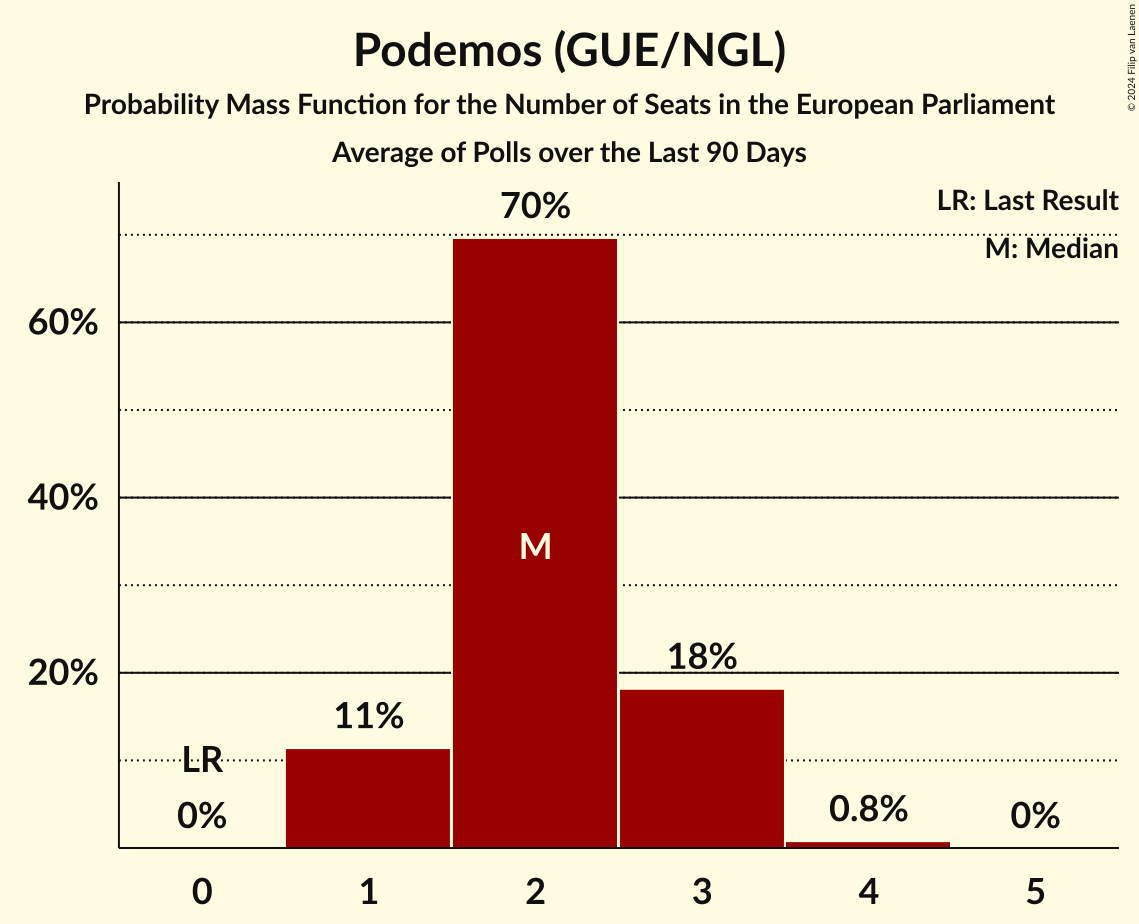 Podemos (GUE/NGL)
Probability Mass Function for the Number of Seats in the European Parliament
Average of Polls over the Last 90 Days
© 2024 Filip van Laenen
LR: Last Result
M: Median
70%
60%
40%
M
20%
18%
11%
LR
0%
0.8%
0%
0 1 2 3 4 5